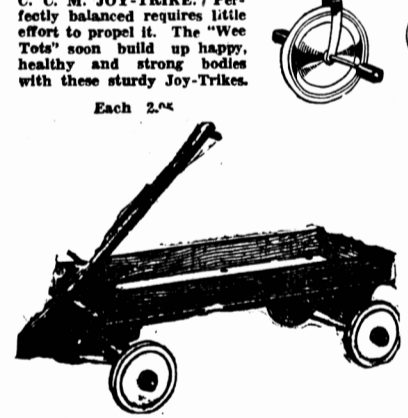 C. C. M. JOY-TRIKE. Per-
fectly balanced requires little
effort to propel it. The "Wee
Tots" soon build up happy,
healthy and strong bodies
with these sturdy Joy-Trikes.
Each